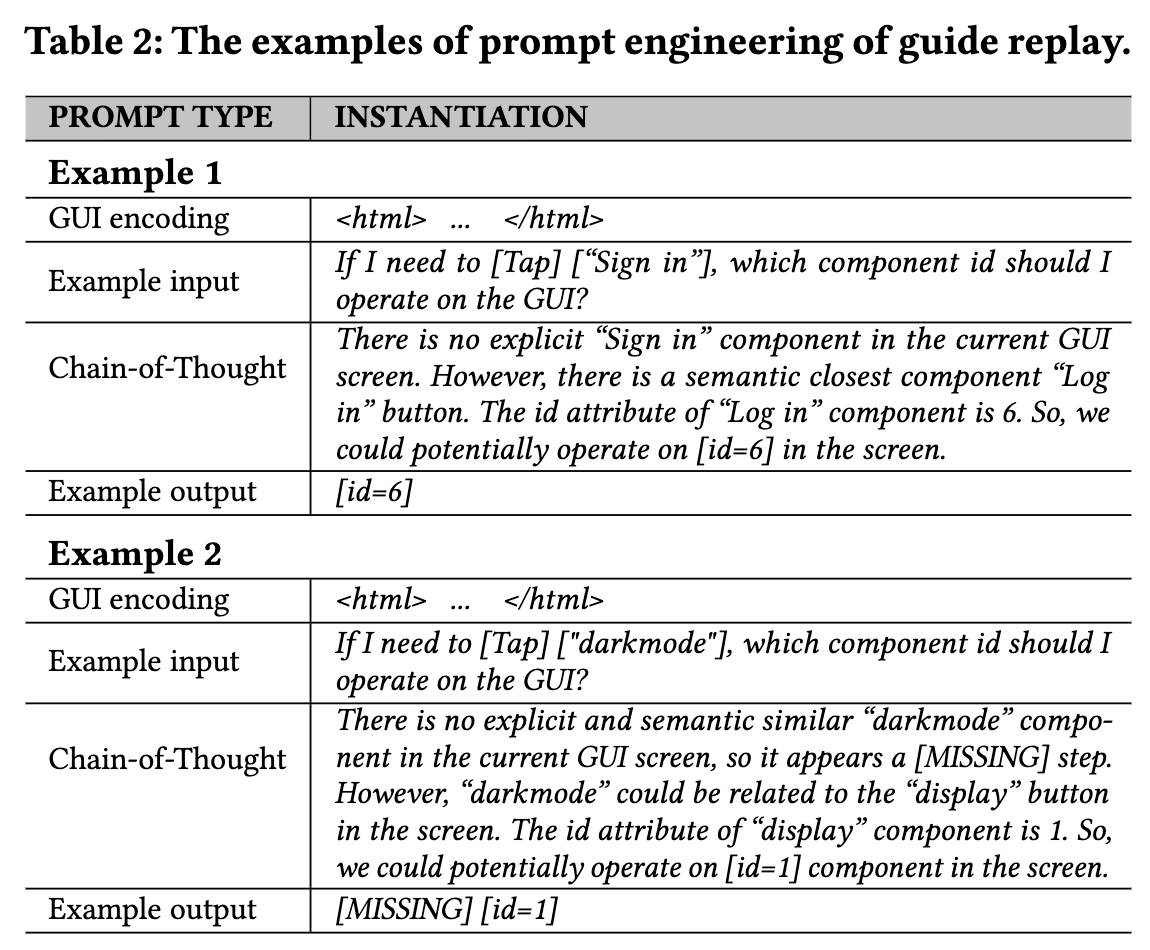 Table 2: The examples of prompt engineering of guide replay.
PROMPT TYPE INSTANTIATION
Example 1
GUI encoding <html> ... </html>
Example input If I need to [Tap] [“Sign in”], which component id should I
operate on the GUI?
Chain-of-Thought There is no explicit “Sign in” component in the current GUI
screen. However, there is a semantic closest component “Log
in” button. The id attribute of “Log in” component is 6. So, we
could potentially operate on [id=6] in the screen.
Example output [id=6]
Example 2
GUI encoding <html> ... </html>
Example input If I need to [Tap] ["darkmode"], which component id should I
operate on the GUI?
Chain-of-Thought There is no explicit and semantic similar “darkmode” compo-
nent in the current GUI screen, so it appears a [MISSING] step.
However, “darkmode” could be related to the “display” button
in the screen. The id attribute of “display” component is 1. So,
we could potentially operate on [id=1] component in the screen.
Example output [MISSING] [id=1]